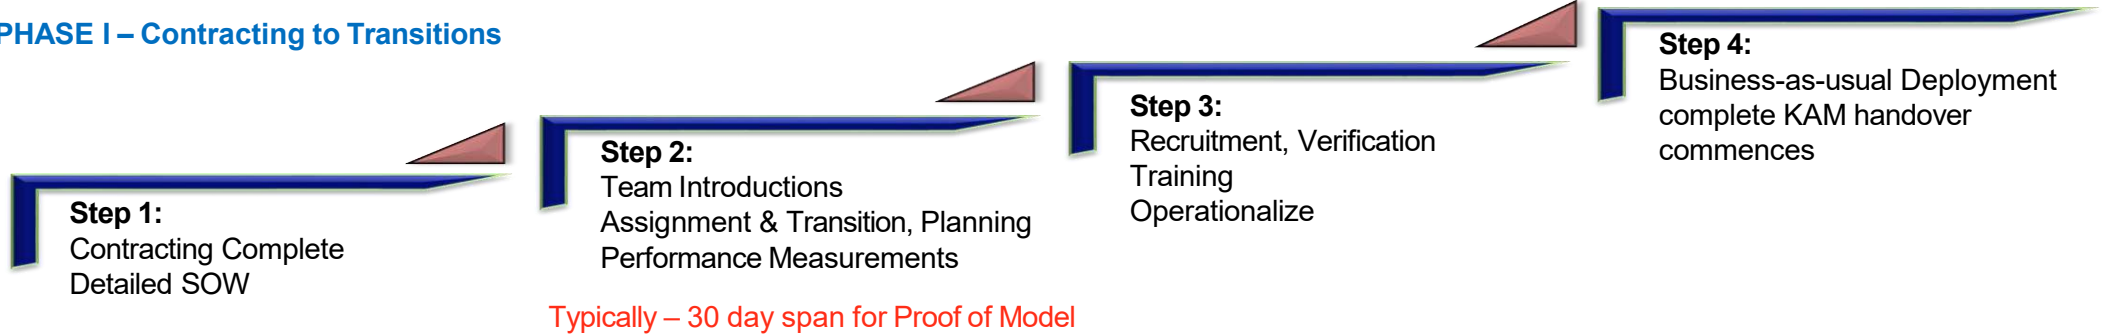 PHASE I – Contracting to Transitions
Step 1:
Contracting Complete
Detailed SOW
Step 2:
Team Introductions
Assignment & Transition, Planning
Performance Measurements
Typically – 30 day span for Proof of Model
Step 3:
Recruitment, Verification
Training
Operationalize
Step 4:
Business-as-usual Deployment
complete KAM handover
commences